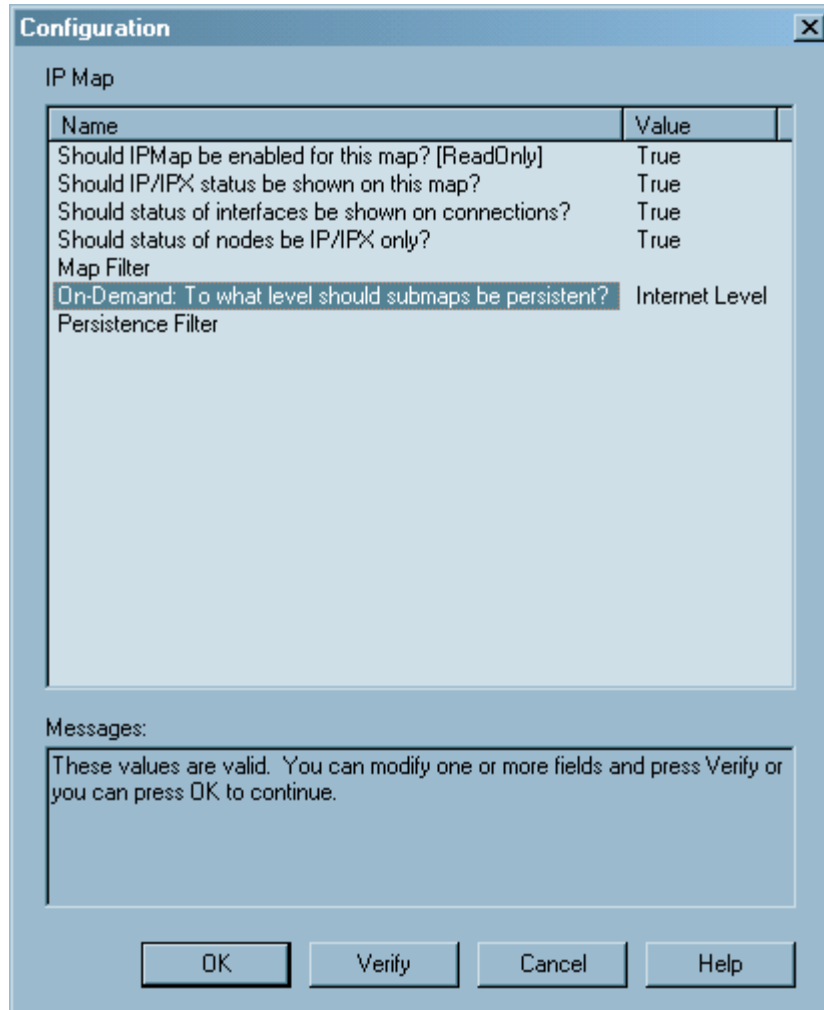 Configuration
IP Map
Name Value
Should IPMap be enabled for this map? [ReadOnly] True
Should IP/IPX status be shown on this map? True
Should status of interfaces be shown on connections? True
Should status of nodes be IP/IPX only? True
Map Filter
On-Demand: To what level should submaps be persistent? Internet Level
Persistence Filter
Messages:
These values are valid.  You can modify one or more fields and press Verify or
you can press OK to continue.
OK Verify Cancel Help